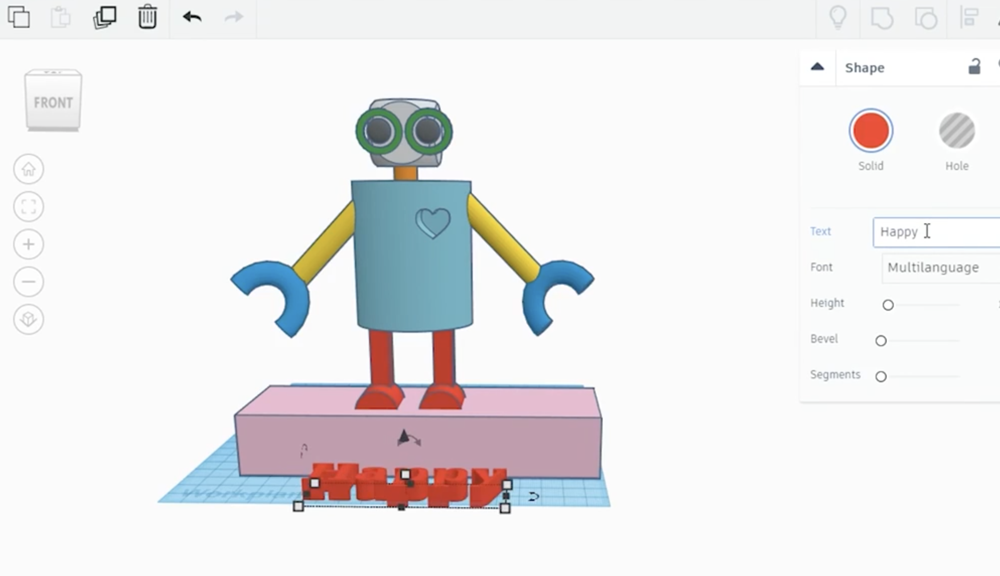 FRONT
Shape
Solid
Hole
Text
Happy
Font
Multilanguage
Height
Bevel
Segments
Happy